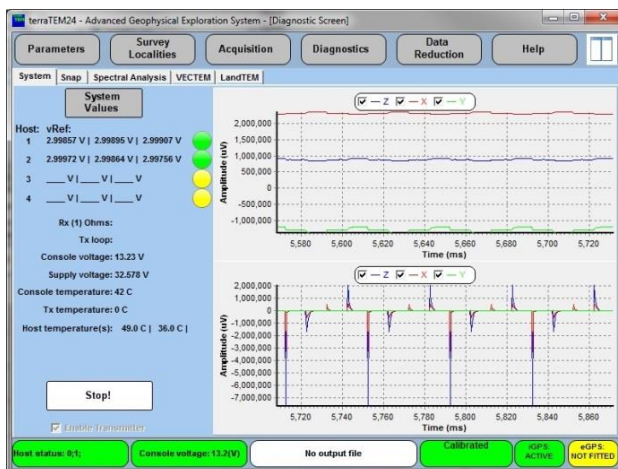 terraTEM24 - Advanced Geophysical Exploration System - [Diagnostic Screen]
Parameters
Survey
Localities
Acquisition
Diagnostics
Data
Reduction
Help
System Snap Spectral Analysis VECTEM LandTEM
System
Values
Host: vRef:
1 2.99857 V | 2.99895 V | 2.99907 V
2 2.99972 V | 2.99864 V | 2.99756 V
3 ___ V | ___ V | ___ V
4 ___ V | ___ V | ___ V
Rx (1) Ohms:
Tx loop:
Console voltage: 13.23 V
Supply voltage: 32.578 V
Console temperature: 42 C
Tx temperature: 0 C
Host temperature(s): 49.0 C | 36.0 C |
Stop!
Enable Transmitter
Z X Y
Amplitude (uV)
2,000,000
1,500,000
1,000,000
500,000
0
-500,000
-1,000,000
5,580 5,600 5,620 5,640 5,660 5,680 5,700 5,720
Time (ms)
Z X Y
Amplitude (uV)
2,000,000
1,000,000
0
-1,000,000
-2,000,000
-3,000,000
-4,000,000
-5,000,000
-6,000,000
-7,000,000
5,720 5,740 5,760 5,780 5,800 5,820 5,840 5,860
Time (ms)
Host status: 0;1;
Console voltage: 13.2(V)
No output file
Calibrated
iGPS:
ACTIVE
eGPS:
NOT FITTED